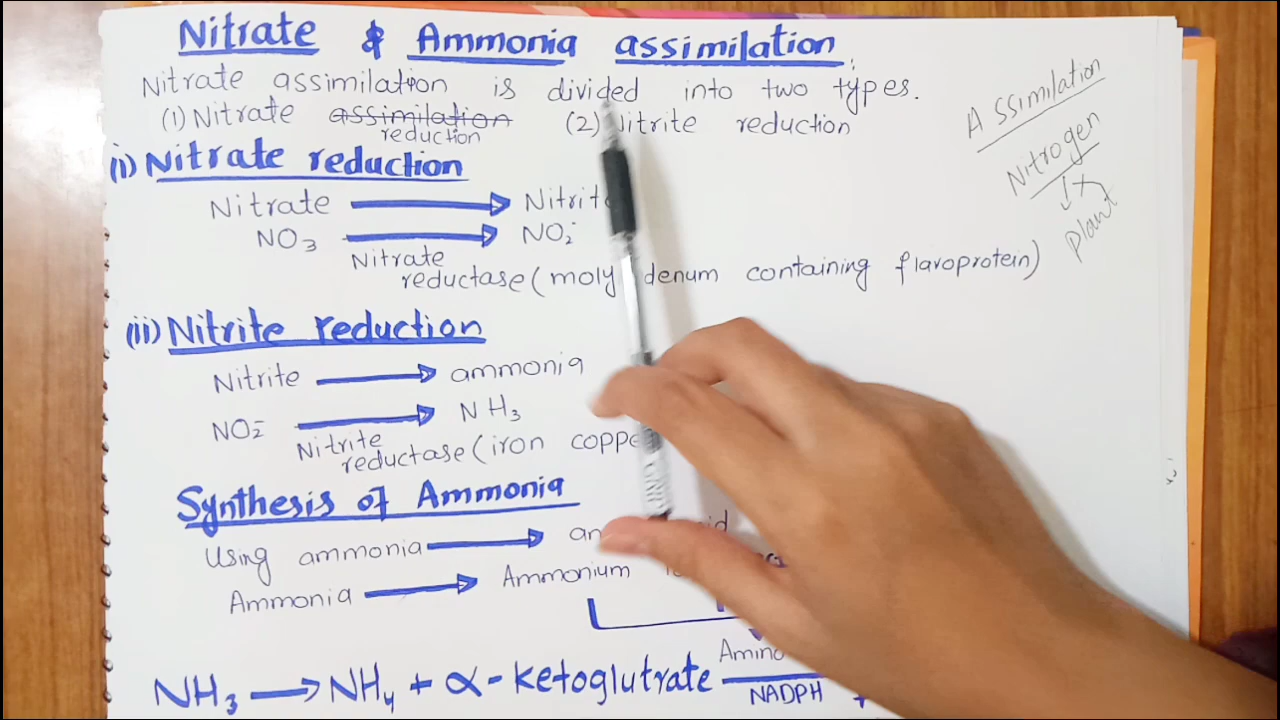 Nitrate & Ammonia assimilation
Nitrate assimilation is divided into two types.
(1) Nitrate assimilation (2) Nitrite reduction
reduction
(i) Nitrate reduction
Nitrate → Nitrite
NO3 → NO2-
Nitrate
reductase (moly denum containing flavoprotein)
(ii) Nitrite reduction
Nitrite → ammonia
NO2- → NH3
Nitrite
reductase (iron
Synthesis of Ammonia
Using ammonia →
Ammonia → Ammonium
NH3 → NH4 + α - ketoglutrate
Amino
NADPH +
Assimilation
Nitrogen
plant